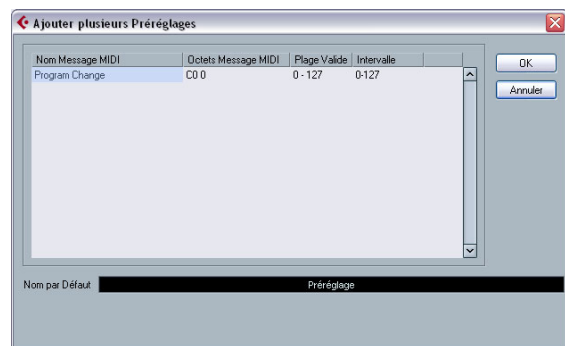 Ajouter plusieurs Préréglages
Nom Message MIDI Octets Message MIDI Plage Valide Intervalle
Program Change C0 0 0 - 127 0-127
OK
Annuler
Nom par Défaut Préréglage